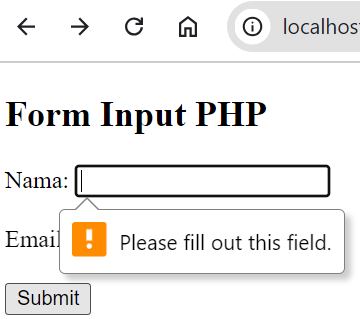 localhos
Form Input PHP
Nama:
Email
Please fill out this field.
Submit